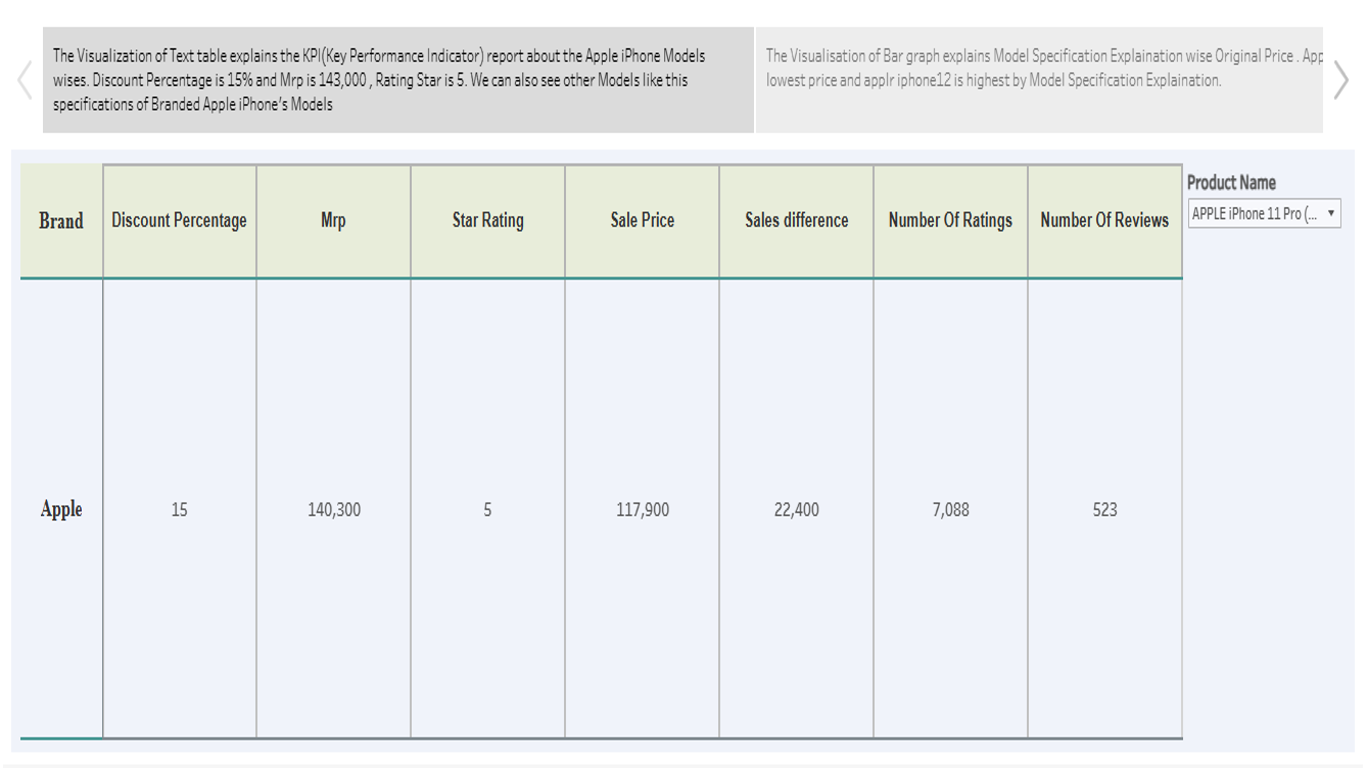 The Visualization of Text table explains the KPI(Key Performance Indicator) report about the Apple iPhone Models
wises. Discount Percentage is 15% and Mrp is 143,000 , Rating Star is 5. We can also see other Models like this
specifications of Branded Apple iPhone's Models
The Visualisation of Bar graph explains Model Specification Explaination wise Original Price . App
lowest price and applr iphone12 is highest by Model Specification Explaination.
Product Name
APPLE iPhone 11 Pro (...
Brand Discount Percentage Mrp Star Rating Sale Price Sales difference Number Of Ratings Number Of Reviews
Apple 15 140,300 5 117,900 22,400 7,088 523